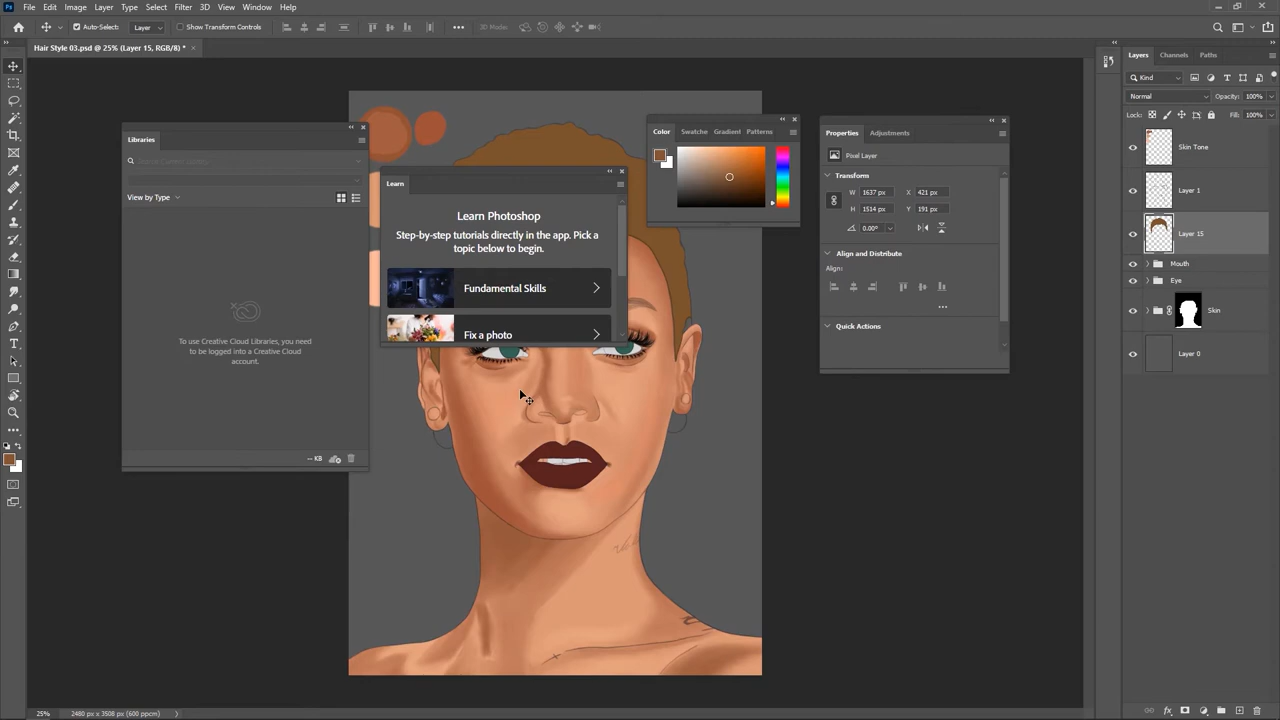 Ps File Edit Image Layer Type Select Filter 3D View Window Help
Auto-Select: Layer Show Transform Controls 3D Mode:
Hair Style 03.psd @ 25% (Layer 15, RGB/8) *
Libraries
View by Type
To use Creative Cloud Libraries, you need
to be logged into a Creative Cloud
account.
-- KB
Learn
Learn Photoshop
Step-by-step tutorials directly in the app. Pick a
topic below to begin.
Fundamental Skills
Fix a photo
Color Swatche Gradient Patterns
Properties Adjustments
Pixel Layer
Transform
W 1637 px X 421 px
H 1514 px Y 191 px
0.00°
Align and Distribute
Align:
Quick Actions
Layers Channels Paths
Kind
Normal Opacity: 100%
Lock: Fill: 100%
Skin Tone
Layer 1
Layer 15
Mouth
Eye
Skin
Layer 0
25% 2480 px x 3508 px (600 ppcm)